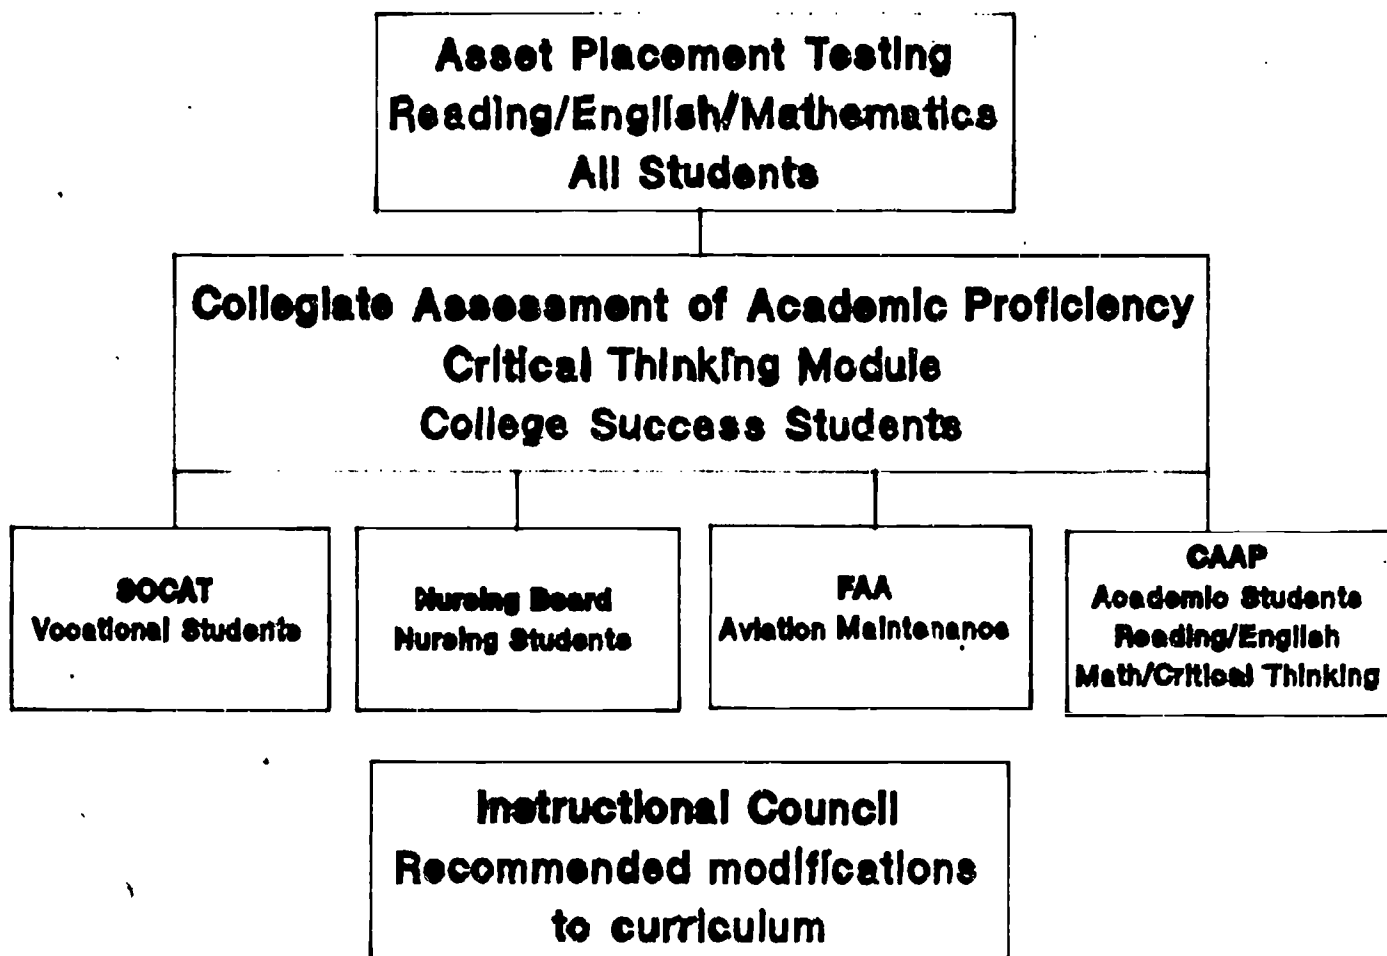 Asset Placement Testing
Reading/English/Mathematics
All Students
Collegiate Assessment of Academic Proficiency
Critical Thinking Module
College Success Students
SOCAT
Vocational Students
Nursing Board
Nursing Students
FAA
Aviation Maintenance
CAAP
Academic Students
Reading/English
Math/Critical Thinking
Instructional Council
Recommended modifications
to curriculum